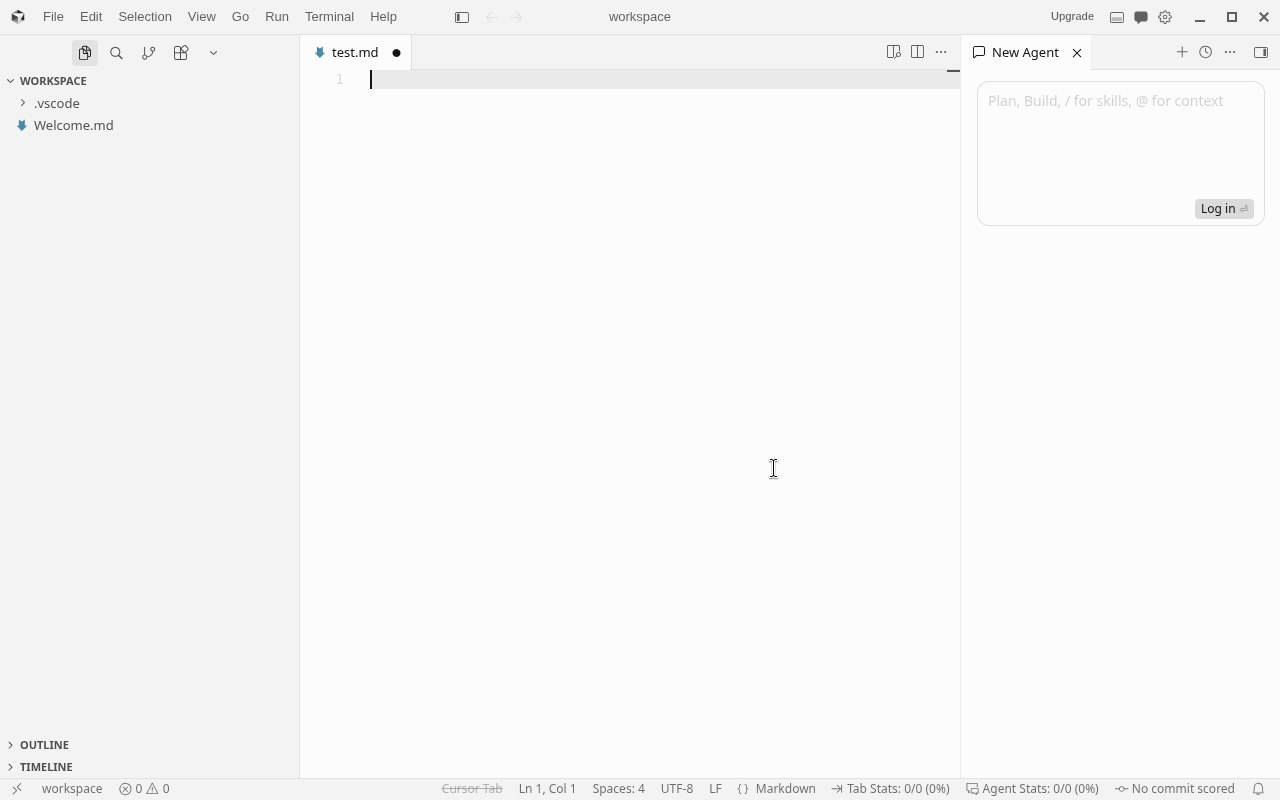 File Edit Selection View Go Run Terminal Help
workspace
Upgrade
WORKSPACE
.vscode
Welcome.md
OUTLINE
TIMELINE
test.md
1
New Agent
Plan, Build, / for skills, @ for context
Log in
workspace 0 0
Cursor Tab Ln 1, Col 1 Spaces: 4 UTF-8 LF Markdown Tab Stats: 0/0 (0%) Agent Stats: 0/0 (0%) No commit scored